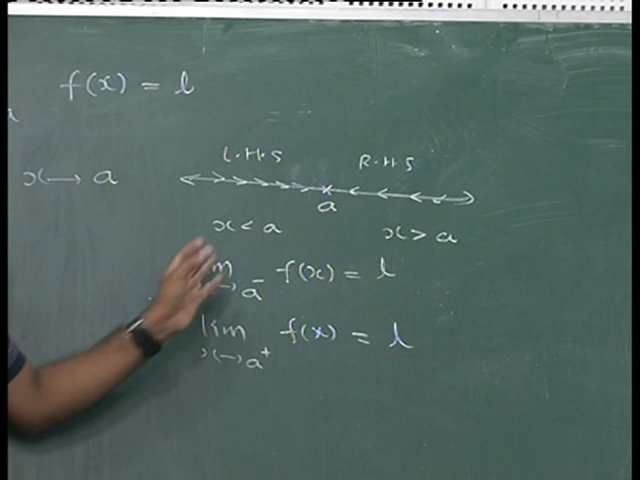 f(x) = l
a
L.H.S R.H.S
x → a
a
x < a x > a
m f(x) = l
→ a⁻
lim f(x) = l
x → a⁺